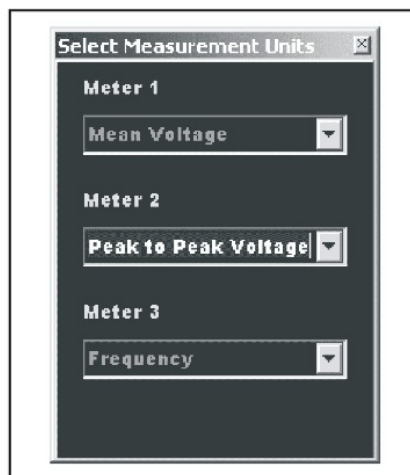 Select Measurement Units
Meter 1
Mean Voltage
Meter 2
Peak to Peak Voltage
Meter 3
Frequency